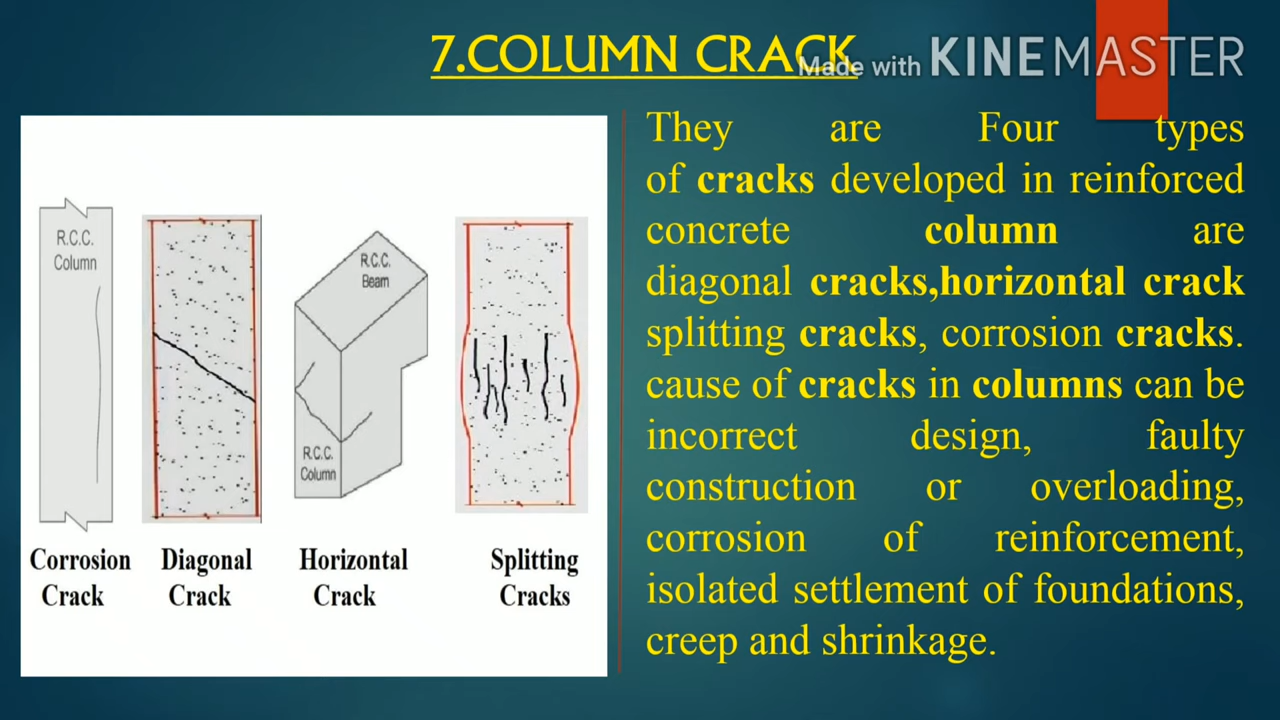 7.COLUMN CRACK
Made with KINEMASTER
They are Four types
of cracks developed in reinforced
concrete column are
diagonal cracks,horizontal crack
splitting cracks, corrosion cracks.
cause of cracks in columns can be
incorrect design, faulty
construction or overloading,
corrosion of reinforcement,
isolated settlement of foundations,
creep and shrinkage.
R.C.C.
Column
R.C.C.
Beam
R.C.C.
Column
Corrosion
Crack
Diagonal
Crack
Horizontal
Crack
Splitting
Cracks